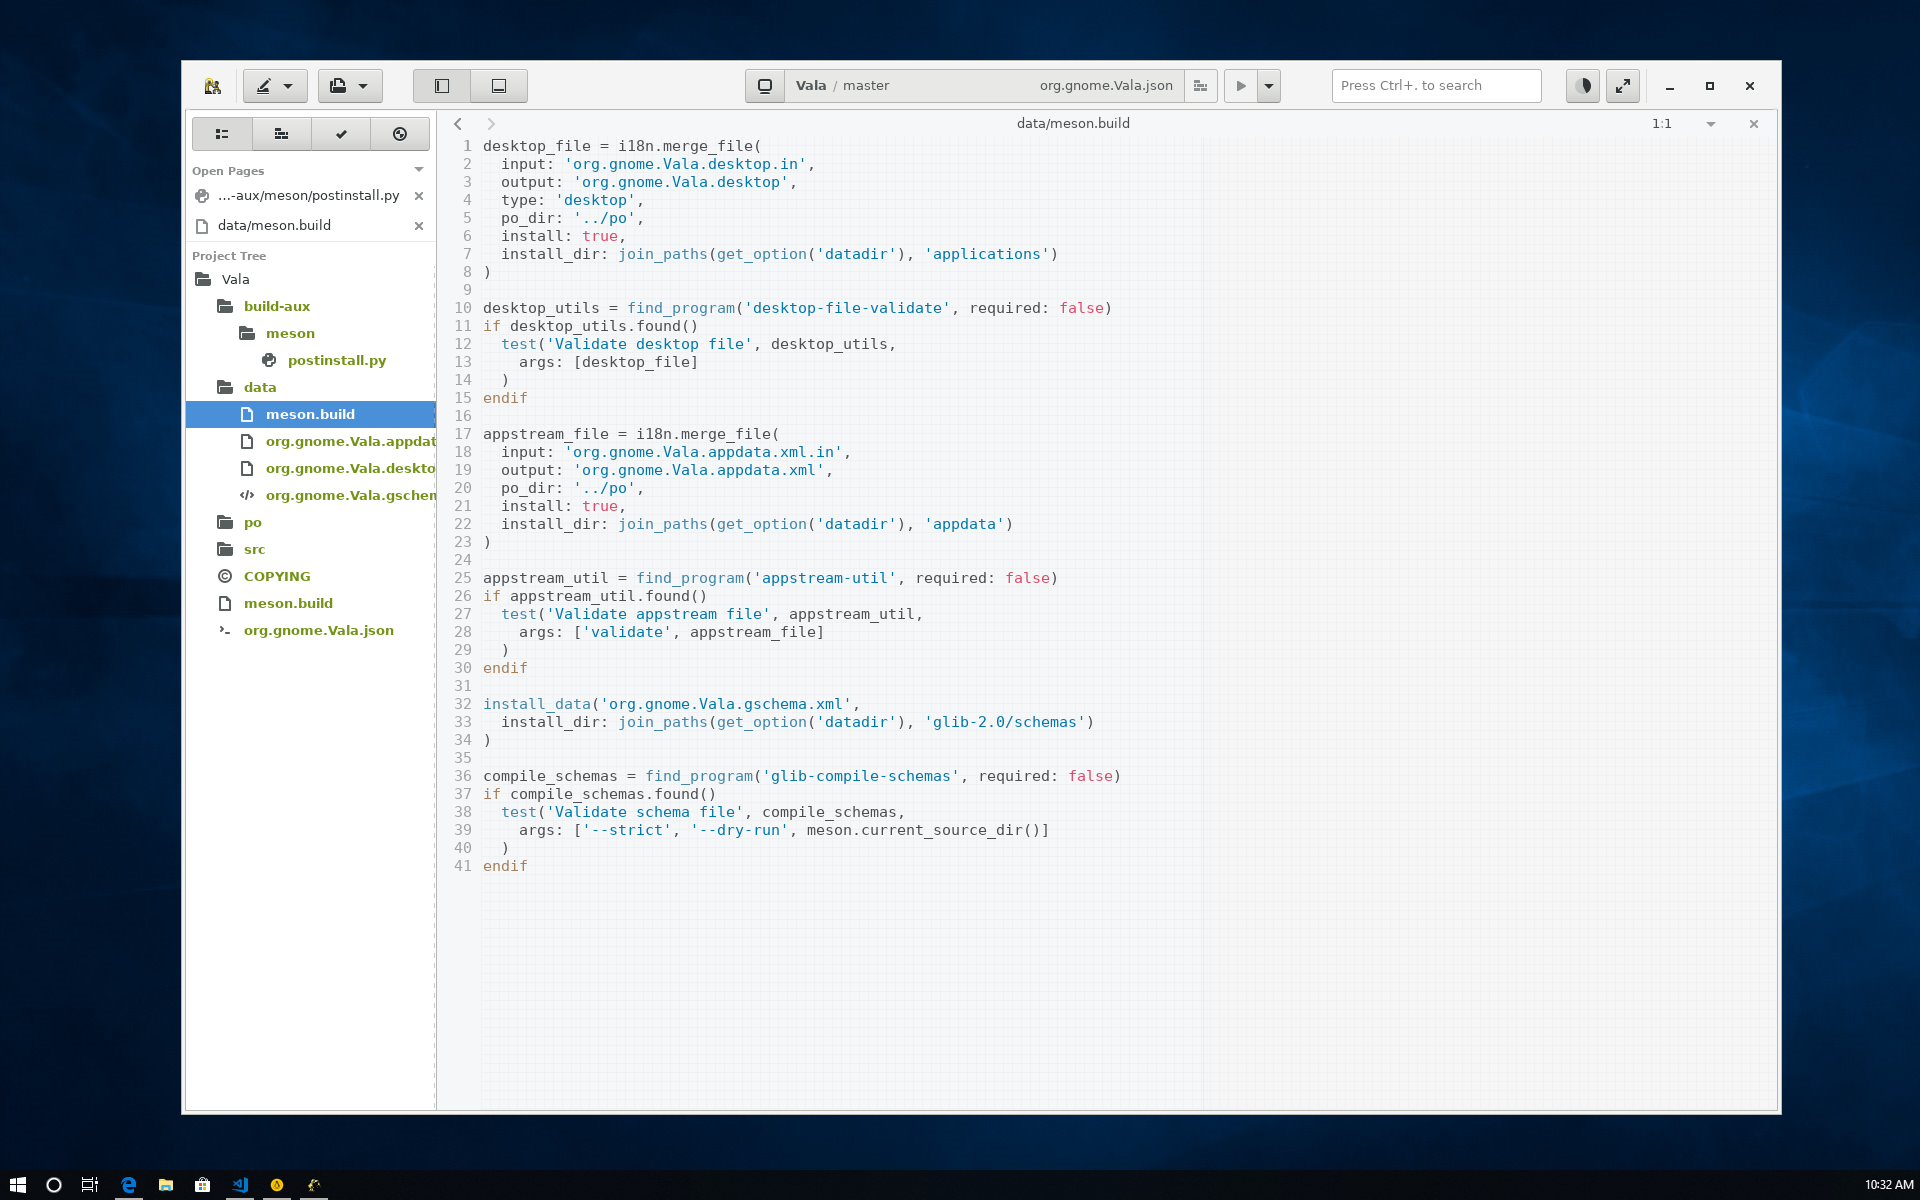 Vala / master org.gnome.Vala.json Press Ctrl+. to search
Open Pages
...-aux/meson/postinstall.py
data/meson.build
Project Tree
Vala
build-aux
meson
postinstall.py
data
meson.build
org.gnome.Vala.appdat
org.gnome.Vala.deskto
org.gnome.Vala.gschem
po
src
COPYING
meson.build
org.gnome.Vala.json
data/meson.build 1:1
1 desktop_file = i18n.merge_file(
2   input: 'org.gnome.Vala.desktop.in',
3   output: 'org.gnome.Vala.desktop',
4   type: 'desktop',
5   po_dir: '../po',
6   install: true,
7   install_dir: join_paths(get_option('datadir'), 'applications')
8 )
9
10 desktop_utils = find_program('desktop-file-validate', required: false)
11 if desktop_utils.found()
12   test('Validate desktop file', desktop_utils,
13     args: [desktop_file]
14   )
15 endif
16
17 appstream_file = i18n.merge_file(
18   input: 'org.gnome.Vala.appdata.xml.in',
19   output: 'org.gnome.Vala.appdata.xml',
20   po_dir: '../po',
21   install: true,
22   install_dir: join_paths(get_option('datadir'), 'appdata')
23 )
24
25 appstream_util = find_program('appstream-util', required: false)
26 if appstream_util.found()
27   test('Validate appstream file', appstream_util,
28     args: ['validate', appstream_file]
29   )
30 endif
31
32 install_data('org.gnome.Vala.gschema.xml',
33   install_dir: join_paths(get_option('datadir'), 'glib-2.0/schemas')
34 )
35
36 compile_schemas = find_program('glib-compile-schemas', required: false)
37 if compile_schemas.found()
38   test('Validate schema file', compile_schemas,
39     args: ['--strict', '--dry-run', meson.current_source_dir()]
40   )
41 endif
10:32 AM